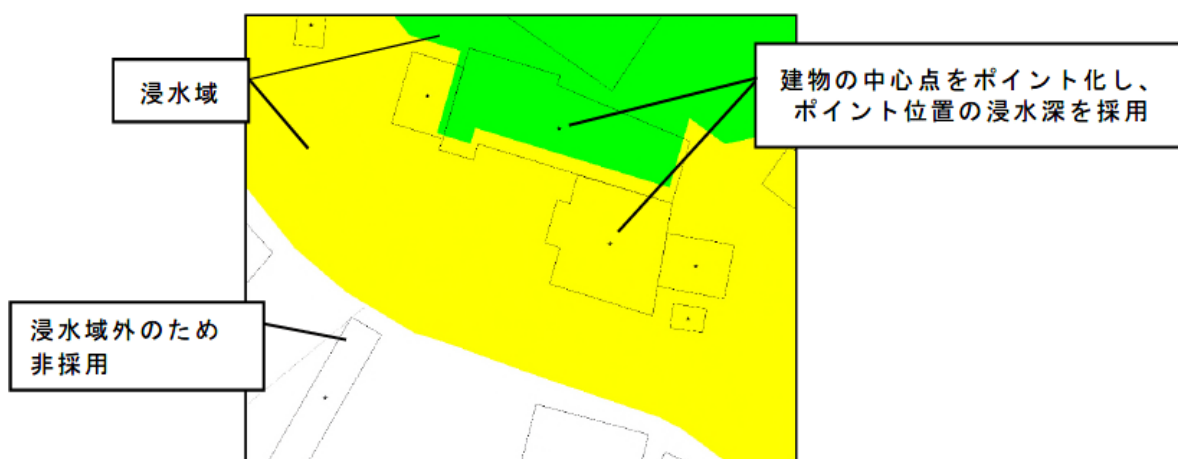 浸水域
建物の中心点をポイント化し、
ポイント位置の浸水深を採用
浸水域外のため
非採用